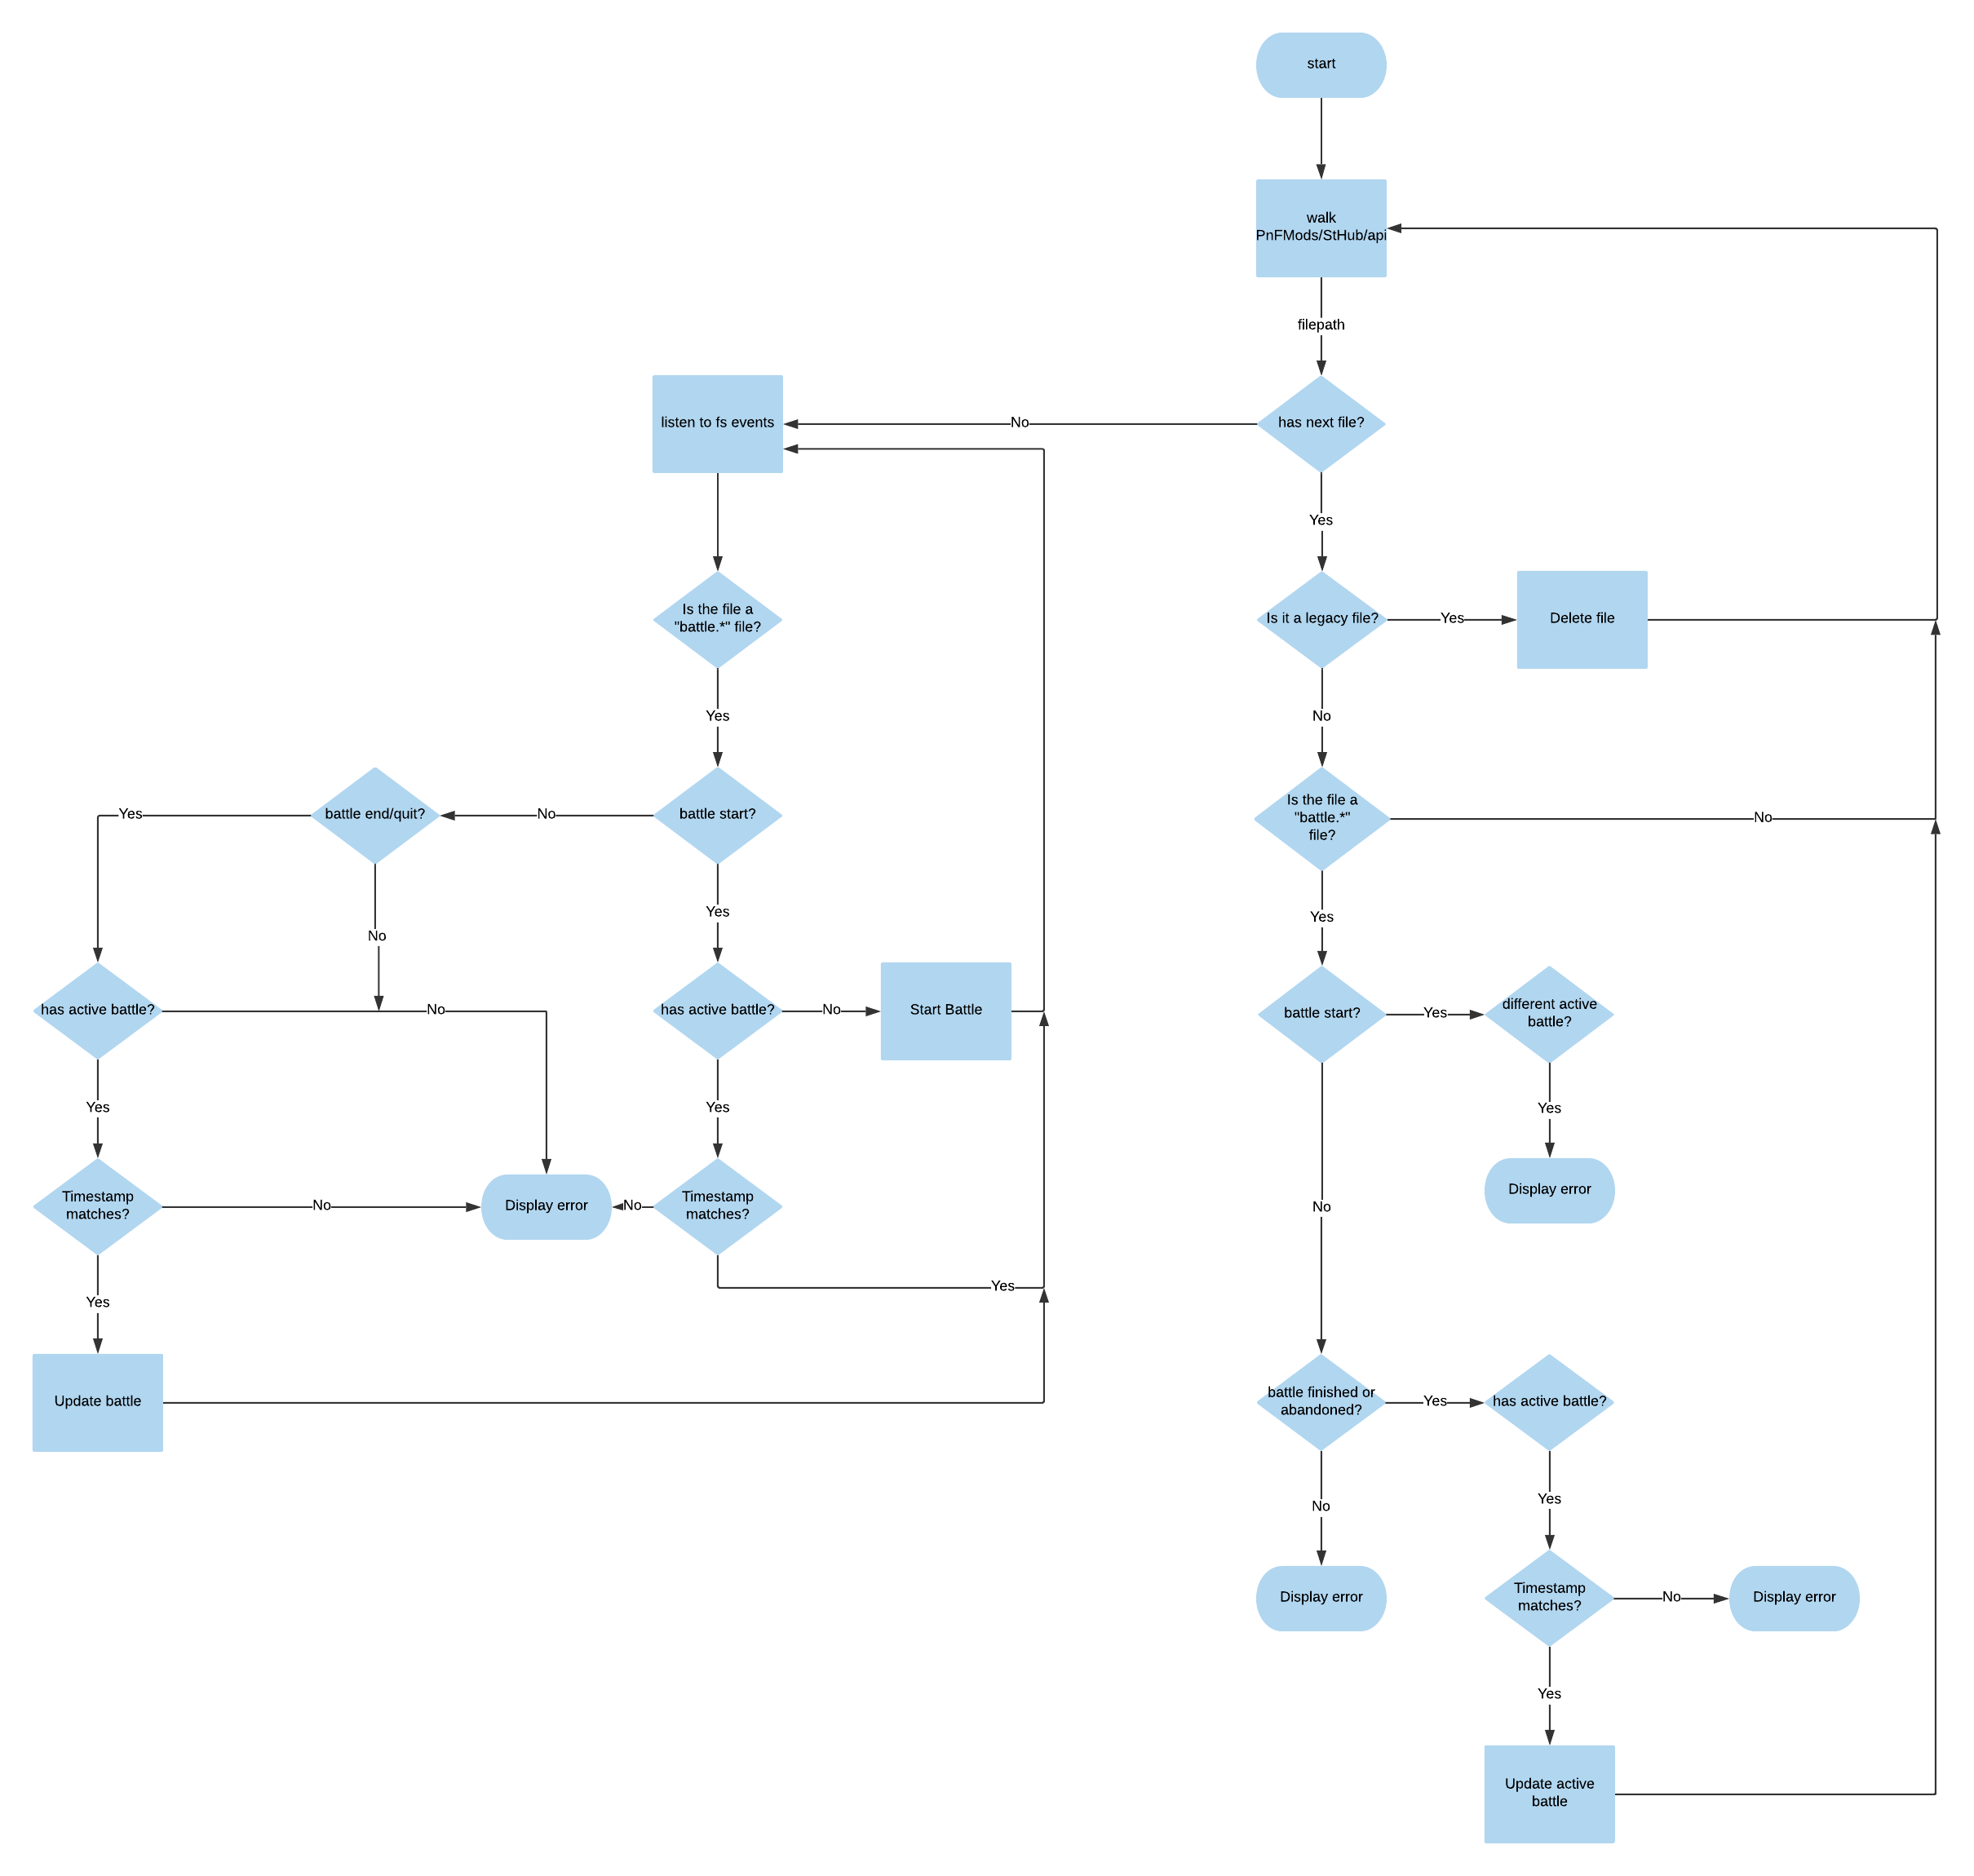 start
walk
PnFMods/StHub/api
filepath
listen to fs events
No
has next file?
Yes
Is the file a
"battle.*" file?
Is it a legacy file?
Yes
Delete file
Yes
No
Yes
battle end/quit?
No
battle start?
Is the file a
"battle.*"
file?
No
Yes
Yes
No
has active battle?
No
has active battle?
No
Start Battle
battle start?
Yes
different active
battle?
Yes
Yes
Yes
Timestamp
matches?
No
Display error
No
Timestamp
matches?
No
Display error
Yes
Yes
Update battle
battle finished or
abandoned?
Yes
has active battle?
No
Yes
Display error
Timestamp
matches?
No
Display error
Yes
Update active
battle